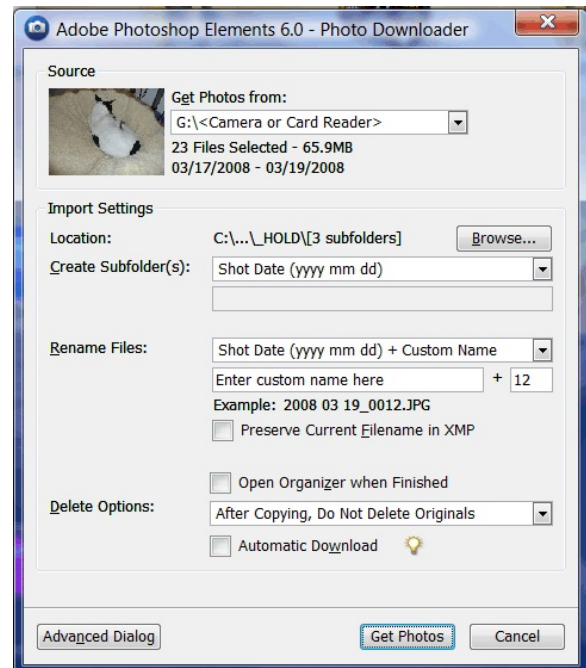 Adobe Photoshop Elements 6.0 - Photo Downloader
Source
Get Photos from:
G:\<Camera or Card Reader>
23 Files Selected - 65.9MB
03/17/2008 - 03/19/2008
Import Settings
Location: C:\...\_HOLD\[3 subfolders] Browse...
Create Subfolder(s): Shot Date (yyyy mm dd)
Rename Files: Shot Date (yyyy mm dd) + Custom Name
Enter custom name here + 12
Example: 2008 03 19_0012.JPG
Preserve Current Filename in XMP
Open Organizer when Finished
Delete Options: After Copying, Do Not Delete Originals
Automatic Download
Advanced Dialog Get Photos Cancel